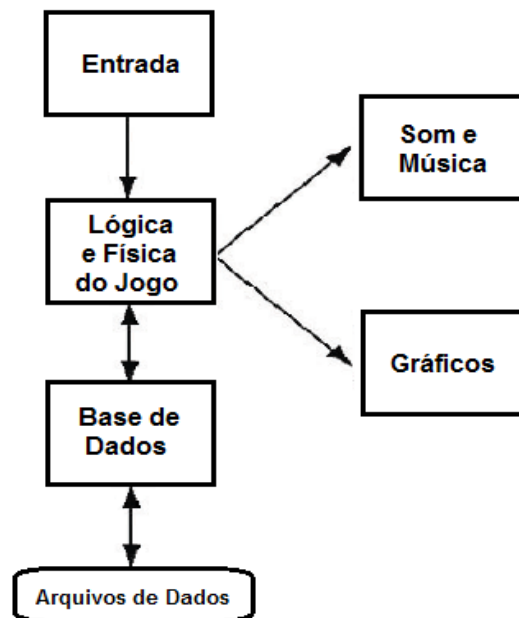 Entrada
Som e
Música
Lógica
e Física
do Jogo
Gráficos
Base de
Dados
Arquivos de Dados